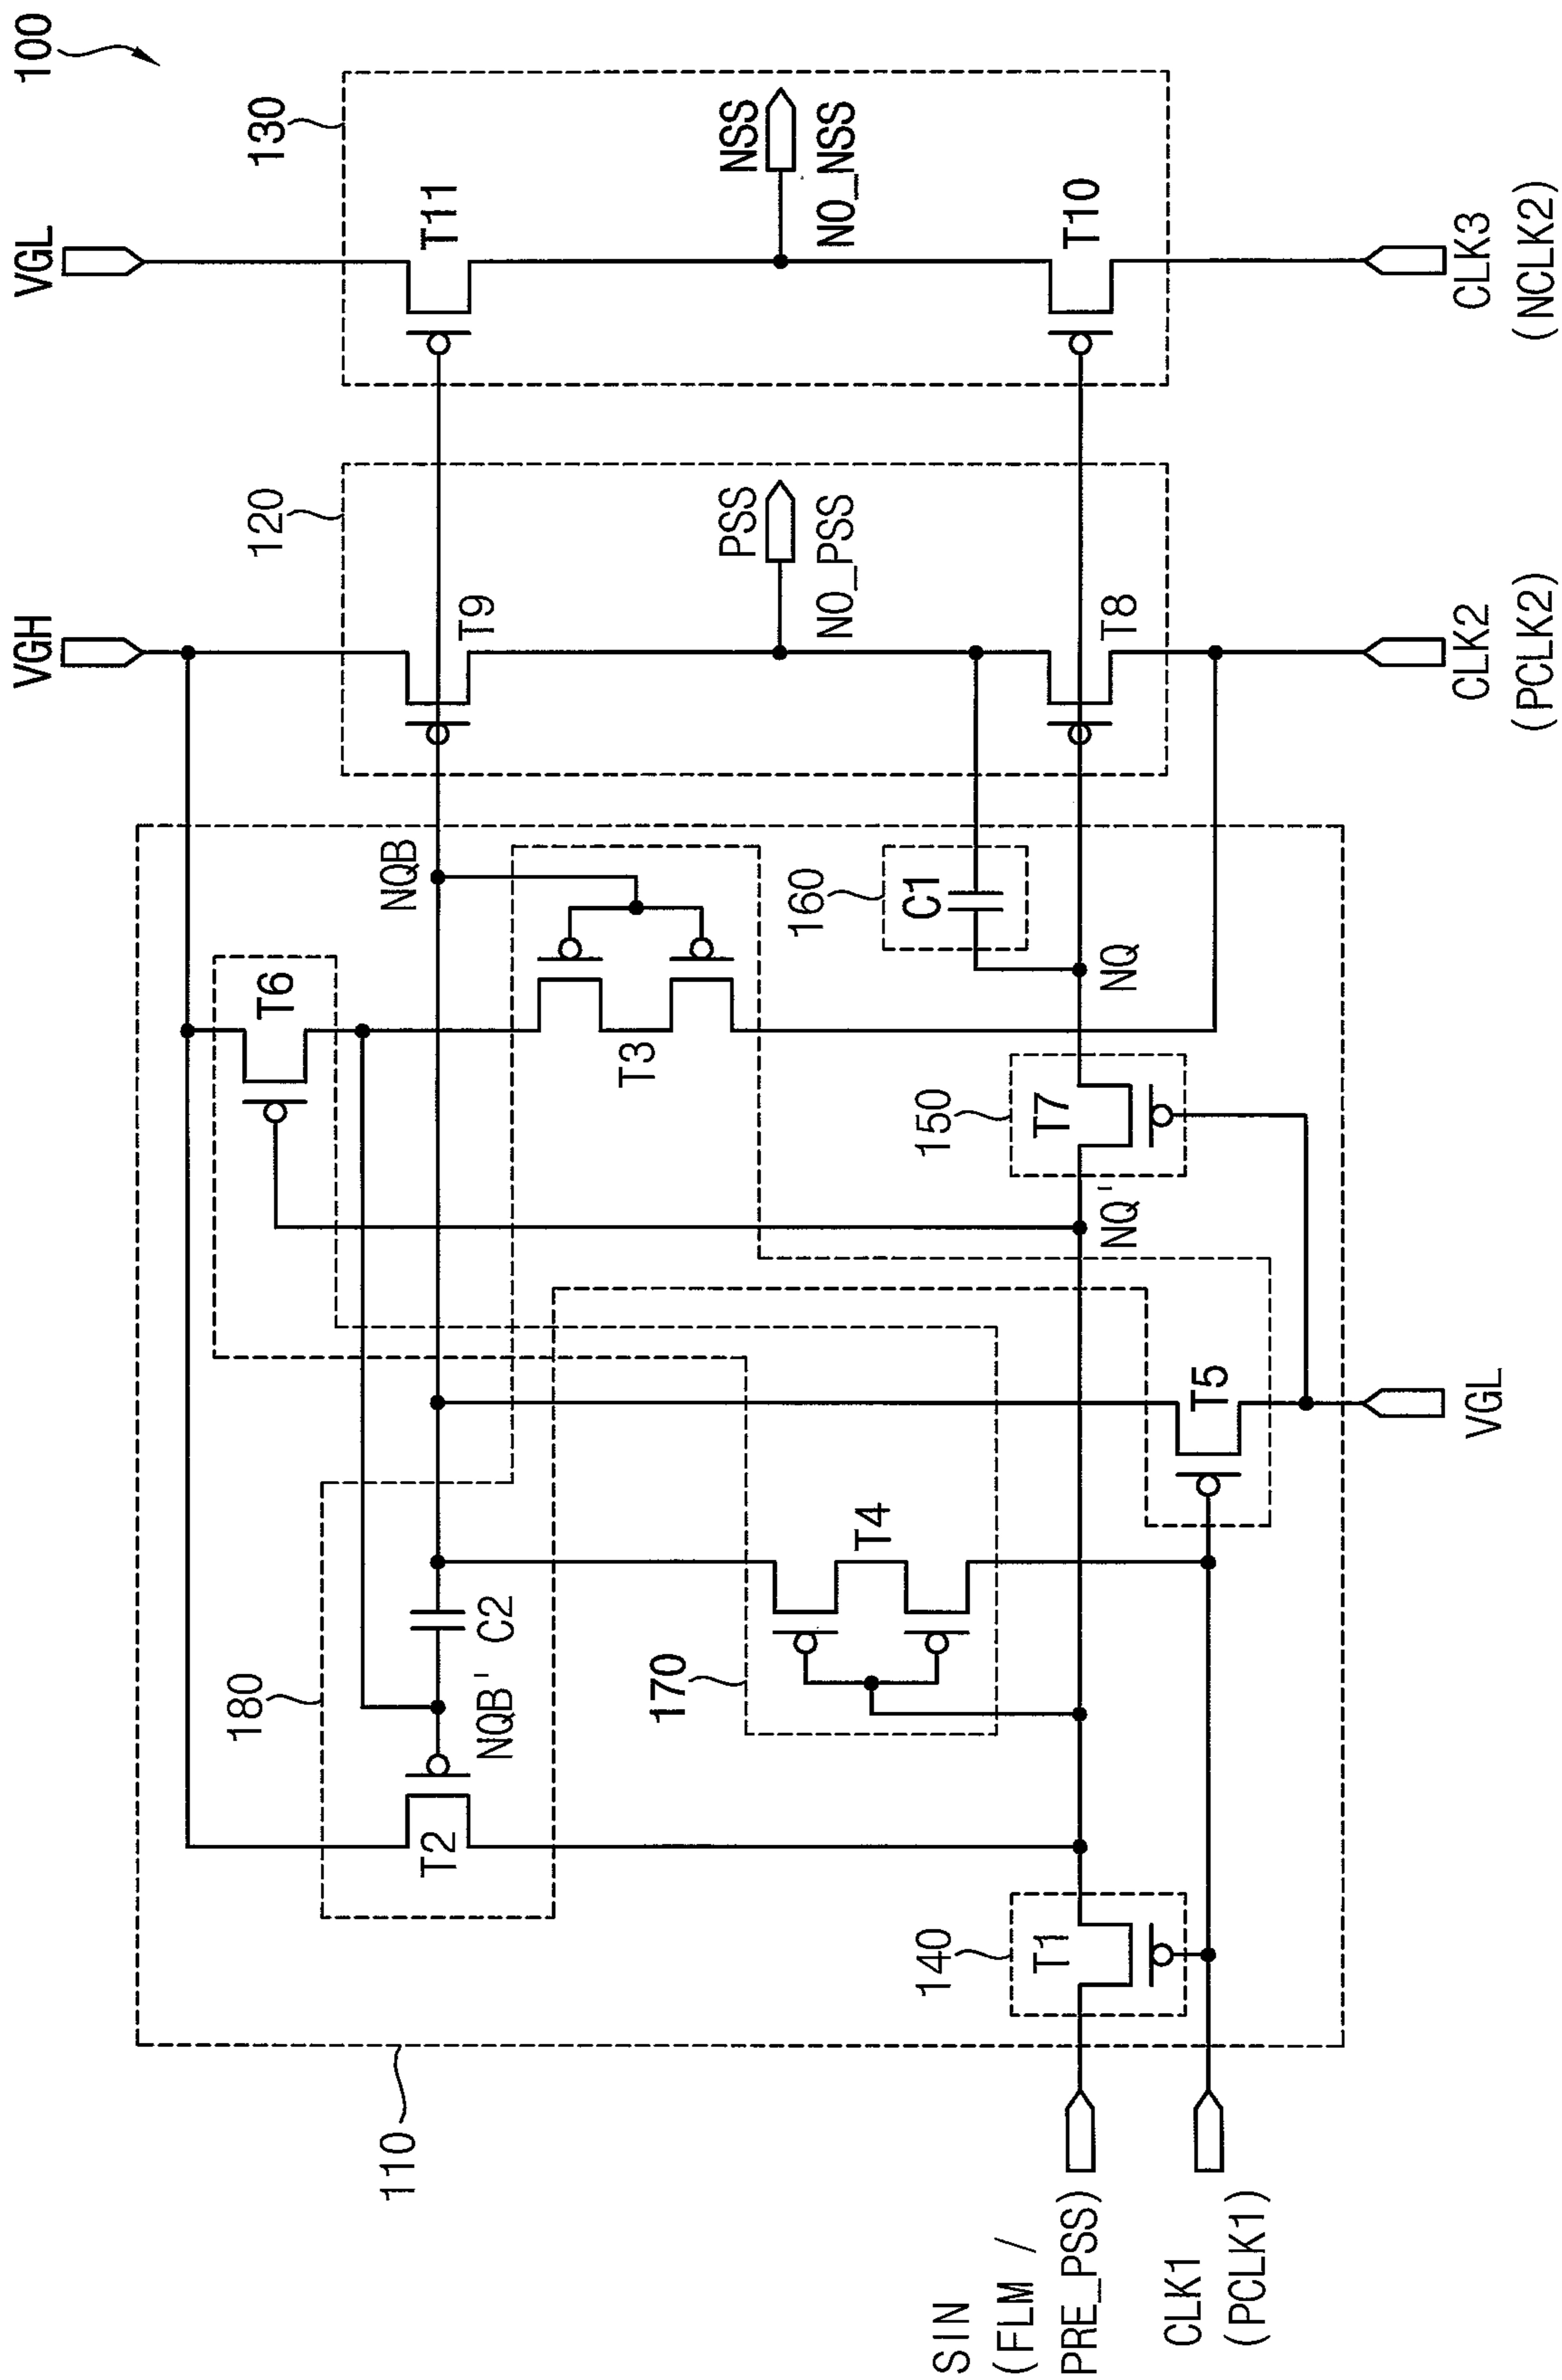 100
VGL
VGH
130
120
T11
NSS
NO_NSS
T10
CLK3
(NCLK2)
T9
PSS
NO_PSS
T8
CLK2
(PCLK2)
NQB
T6
T3
160
C1
NQ
150
T7
NQ'
T5
VGL
180
C2
NQB'
T4
170
T2
140
T1
110
SIN
(FLM /
PRE_PSS)
CLK1
(PCLK1)